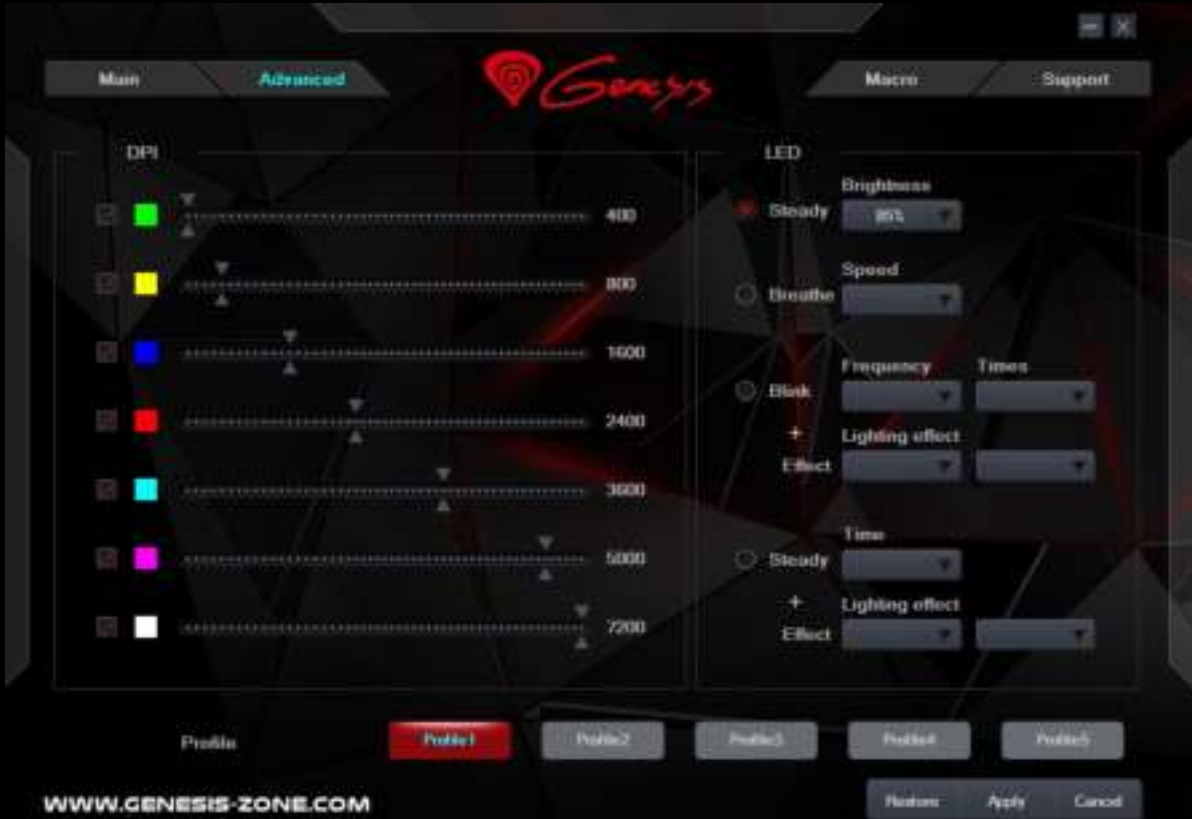 Main
Advanced
Genesys
Macro
Support
DPI
400
800
1600
2400
3600
5000
7200
LED
Brightness
Steady
Speed
Breathe
Frequency Times
Blink
+
Lighting effect
Effect
Time
Steady
+
Lighting effect
Effect
Profile
Profile1
Profile2
Profile3
Profile4
Profile5
WWW.GENESIS-ZONE.COM
Restore
Apply
Cancel